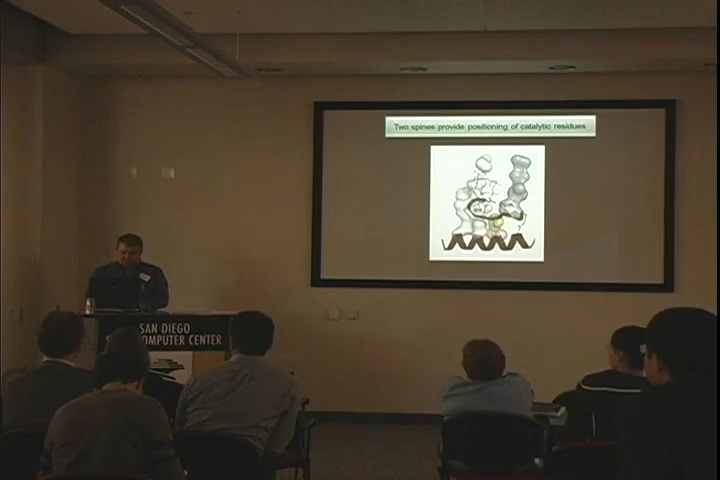 Two spines provide positioning of catalytic residues
SAN DIEGO
COMPUTER CENTER